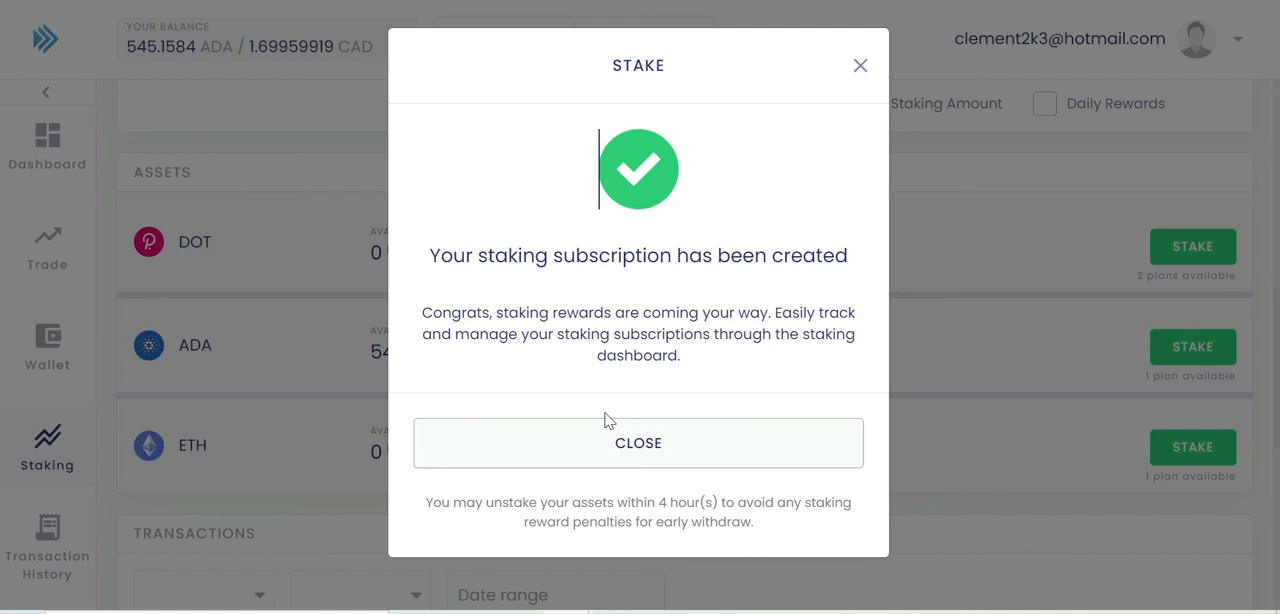 YOUR BALANCE
545.1584 ADA / 1.69959919 CAD
clement2k3@hotmail.com
STAKE
Staking Amount
Daily Rewards
Dashboard
ASSETS
DOT
0
STAKE
2 plans available
Your staking subscription has been created
Trade
Congrats, staking rewards are coming your way. Easily track
and manage your staking subscriptions through the staking
dashboard.
ADA
STAKE
1 plan available
Wallet
CLOSE
ETH
0
STAKE
1 plan available
Staking
You may unstake your assets within 4 hour(s) to avoid any staking
reward penalties for early withdraw.
TRANSACTIONS
Transaction
History
Date range